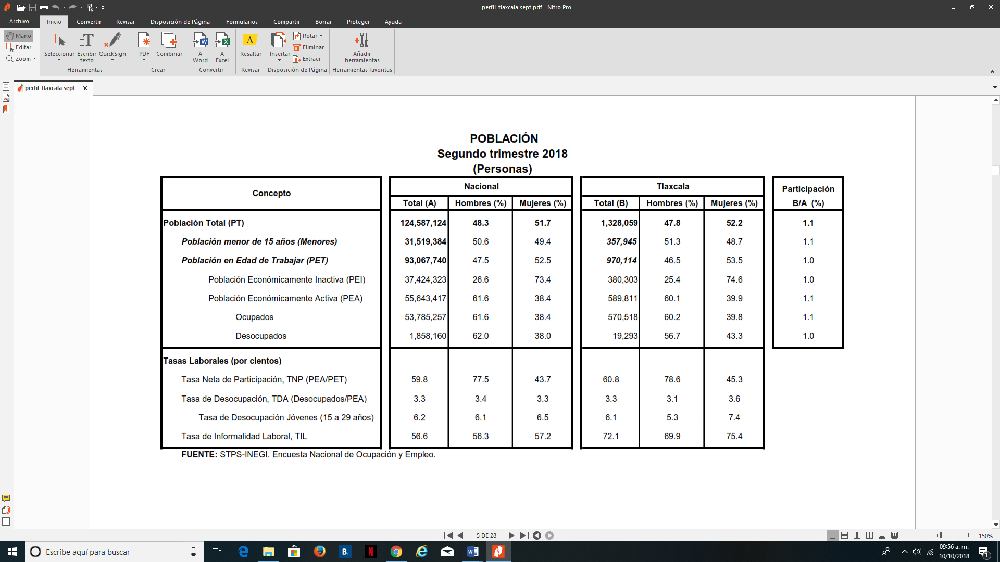 perfil_tlaxcala sept.pdf - Nitro Pro
Archivo Inicio Convertir Revisar Disposición de Página Formularios Compartir Borrar Proteger Ayuda
Mano
Editar
Zoom
Seleccionar
Escribir texto
QuickSign
Herramientas
PDF
Combinar
Crear
A Word
A Excel
Convertir
Resaltar
Revisar
Insertar
Rotar
Eliminar
Extraer
Disposición de Página
Añadir herramientas
Herramientas favoritas
perfil_tlaxcala sept
POBLACIÓN
Segundo trimestre 2018
(Personas)
Concepto Nacional Tlaxcala Participación B/A (%)
Total (A) Hombres (%) Mujeres (%) Total (B) Hombres (%) Mujeres (%)
Población Total (PT) 124,587,124 48.3 51.7 1,328,059 47.8 52.2 1.1
Población menor de 15 años (Menores) 31,519,384 50.6 49.4 357,945 51.3 48.7 1.1
Población en Edad de Trabajar (PET) 93,067,740 47.5 52.5 970,114 46.5 53.5 1.0
Población Económicamente Inactiva (PEI) 37,424,323 26.6 73.4 380,303 25.4 74.6 1.0
Población Económicamente Activa (PEA) 55,643,417 61.6 38.4 589,811 60.1 39.9 1.1
Ocupados 53,785,257 61.6 38.4 570,518 60.2 39.8 1.1
Desocupados 1,858,160 62.0 38.0 19,293 56.7 43.3 1.0
Tasas Laborales (por cientos)
Tasa Neta de Participación, TNP (PEA/PET) 59.8 77.5 43.7 60.8 78.6 45.3
Tasa de Desocupación, TDA (Desocupados/PEA) 3.3 3.4 3.3 3.3 3.1 3.6
Tasa de Desocupación Jóvenes (15 a 29 años) 6.2 6.1 6.5 6.1 5.3 7.4
Tasa de Informalidad Laboral, TIL 56.6 56.3 57.2 72.1 69.9 75.4
FUENTE: STPS-INEGI. Encuesta Nacional de Ocupación y Empleo.
5 DE 28
150%
Escribe aquí para buscar
09:56 a. m.
10/10/2018
1